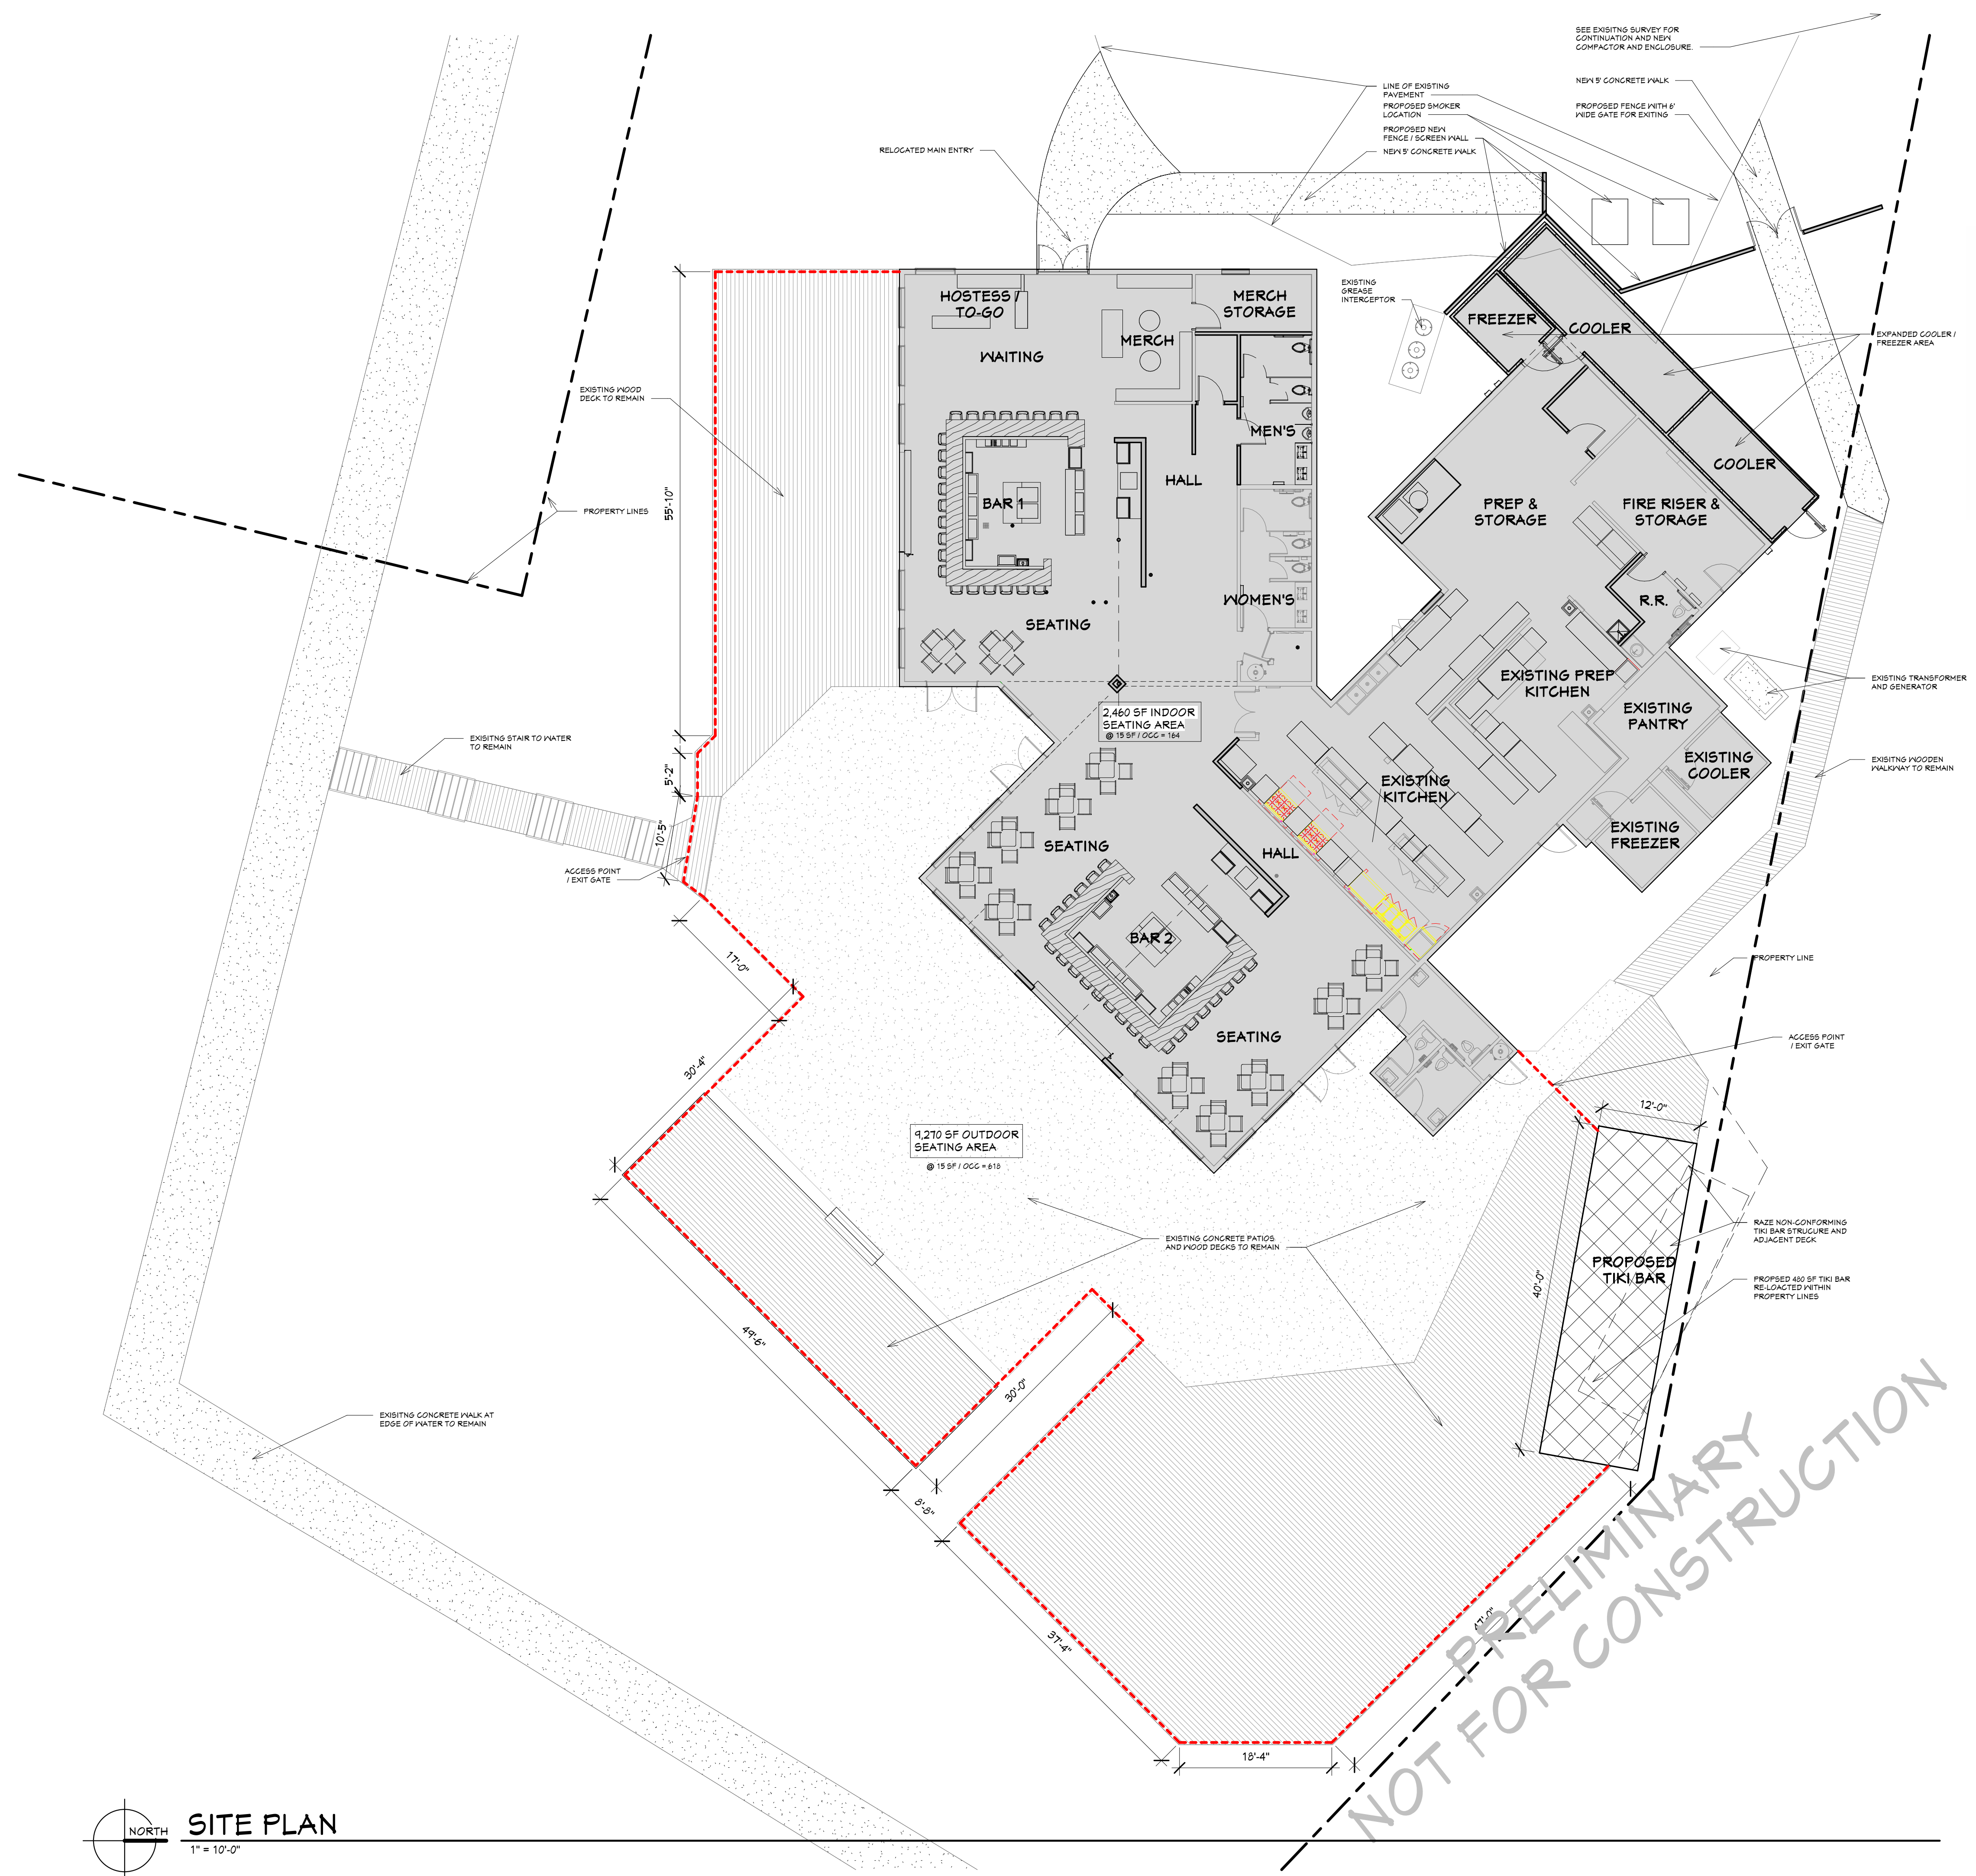 SEE EXISITNG SURVEY FOR
CONTINUATION AND NEW
COMPACTOR AND ENCLOSURE.
NEW 5' CONCRETE WALK
PROPOSED FENCE WITH 6'
WIDE GATE FOR EXITING
LINE OF EXISTING
PAVEMENT
PROPOSED SMOKER
LOCATION
PROPOSED NEW
FENCE / SCREEN WALL
NEW 5' CONCRETE WALK
RELOCATED MAIN ENTRY
EXISTING
GREASE
INTERCEPTOR
HOSTESS /
TO-GO
MERCH
STORAGE
FREEZER
COOLER
WAITING
MERCH
EXPANDED COOLER /
FREEZER AREA
EXISTING WOOD
DECK TO REMAIN
MEN'S
HALL
COOLER
BAR 1
PREP &
STORAGE
FIRE RISER &
STORAGE
55'-10"
PROPERTY LINES
WOMEN'S
R.R.
SEATING
EXISTING PREP
KITCHEN
EXISTING TRANSFORMER
AND GENERATOR
EXISTING
PANTRY
2,460 SF INDOOR
SEATING AREA
@ 15 SF / OCC = 164
EXISITNG STAIR TO WATER
TO REMAIN
5'-2"
EXISTING
COOLER
EXISTING WOODEN
WALKWAY TO REMAIN
EXISTING
KITCHEN
10'-5"
EXISTING
FREEZER
SEATING
HALL
ACCESS POINT
/ EXIT GATE
BAR 2
17'-0"
PROPERTY LINE
SEATING
ACCESS POINT
/ EXIT GATE
30'-4"
12'-0"
9,270 SF OUTDOOR
SEATING AREA
@ 15 SF / OCC = 618
RAZE NON-CONFORMING
TIKI BAR STRUCURE AND
ADJACENT DECK
EXISTING CONCRETE PATIOS
AND WOOD DECKS TO REMAIN
PROPOSED
TIKI BAR
40'-0"
PROPSED 480 SF TIKI BAR
RE-LOACTED WITHIN
PROPERTY LINES
49'-6"
30'-0"
EXISITNG CONCRETE WALK AT
EDGE OF WATER TO REMAIN
8'-8"
37'-4"
18'-4"
PRELIMINARY
NOT FOR CONSTRUCTION
NORTH
SITE PLAN
1" = 10'-0"